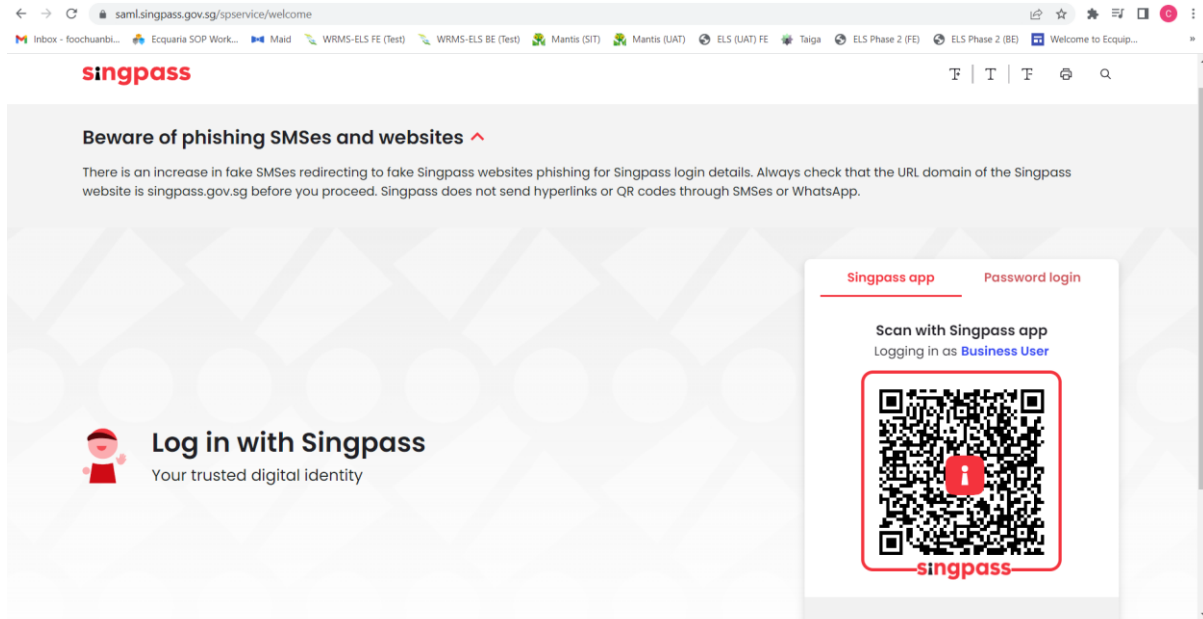 saml.singpass.gov.sg/spservice/welcome
C
Inbox - foochuanbi... Ecquaria SOP Work... Maid WRMS-ELS FE (Test) WRMS-ELS BE (Test) Mantis (SIT) Mantis (UAT) ELS (UAT) FE Taiga ELS Phase 2 (FE) ELS Phase 2 (BE) Welcome to Ecquip... »
singpass
T | T | T
Beware of phishing SMSes and websites
There is an increase in fake SMSes redirecting to fake Singpass websites phishing for Singpass login details. Always check that the URL domain of the Singpass
website is singpass.gov.sg before you proceed. Singpass does not send hyperlinks or QR codes through SMSes or WhatsApp.
Singpass app Password login
Scan with Singpass app
Logging in as Business User
singpass
Log in with Singpass
Your trusted digital identity